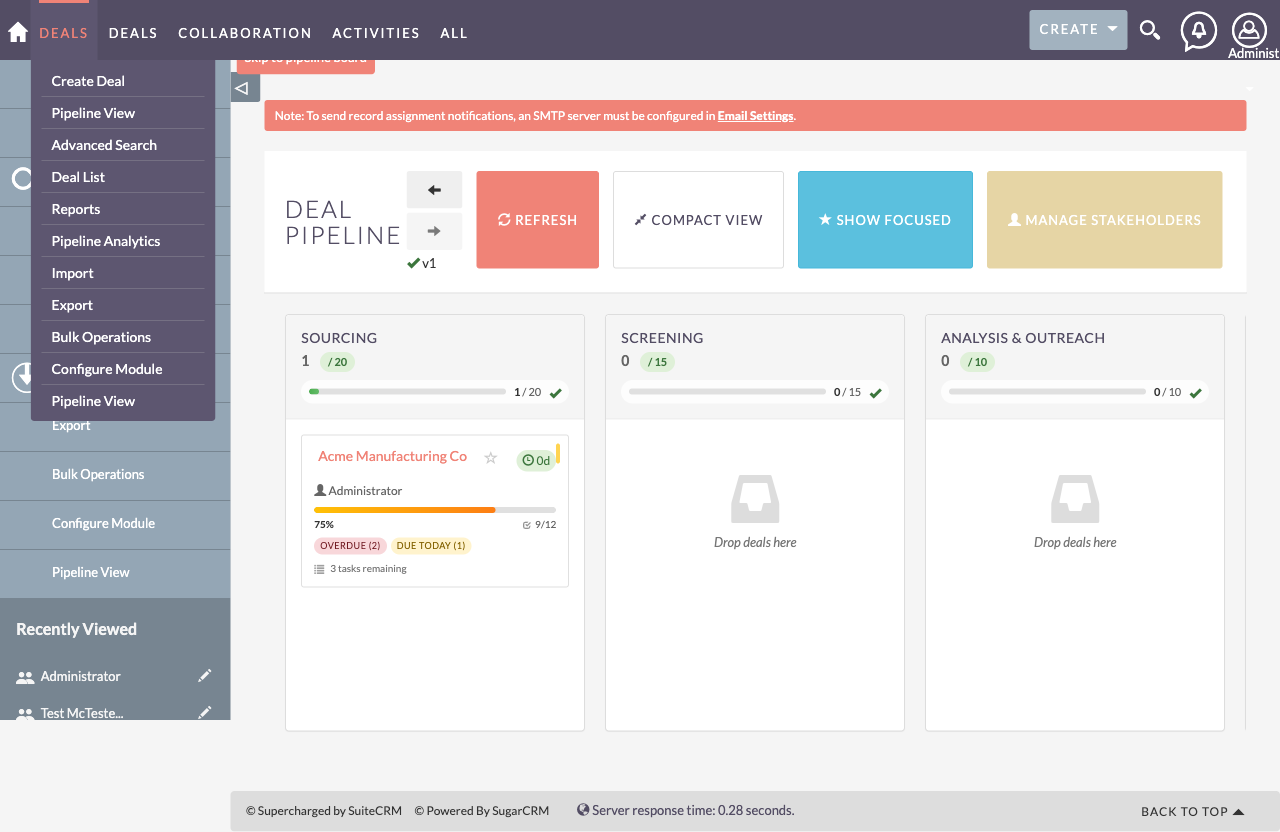 DEALS DEALS COLLABORATION ACTIVITIES ALL CREATE
Administ
Skip to pipeline board
Create Deal
Pipeline View
Advanced Search
Deal List
Reports
Pipeline Analytics
Import
Export
Bulk Operations
Configure Module
Pipeline View
Export
Bulk Operations
Configure Module
Pipeline View
Recently Viewed
Administrator
Test McTeste...
Note: To send record assignment notifications, an SMTP server must be configured in Email Settings.
DEAL
PIPELINE
v1
REFRESH
COMPACT VIEW
SHOW FOCUSED
MANAGE STAKEHOLDERS
SOURCING
1 / 20
1 / 20
Acme Manufacturing Co
0d
Administrator
75% 9/12
OVERDUE (2) DUE TODAY (1)
3 tasks remaining
SCREENING
0 / 15
0 / 15
Drop deals here
ANALYSIS & OUTREACH
0 / 10
0 / 10
Drop deals here
© Supercharged by SuiteCRM © Powered By SugarCRM Server response time: 0.28 seconds. BACK TO TOP